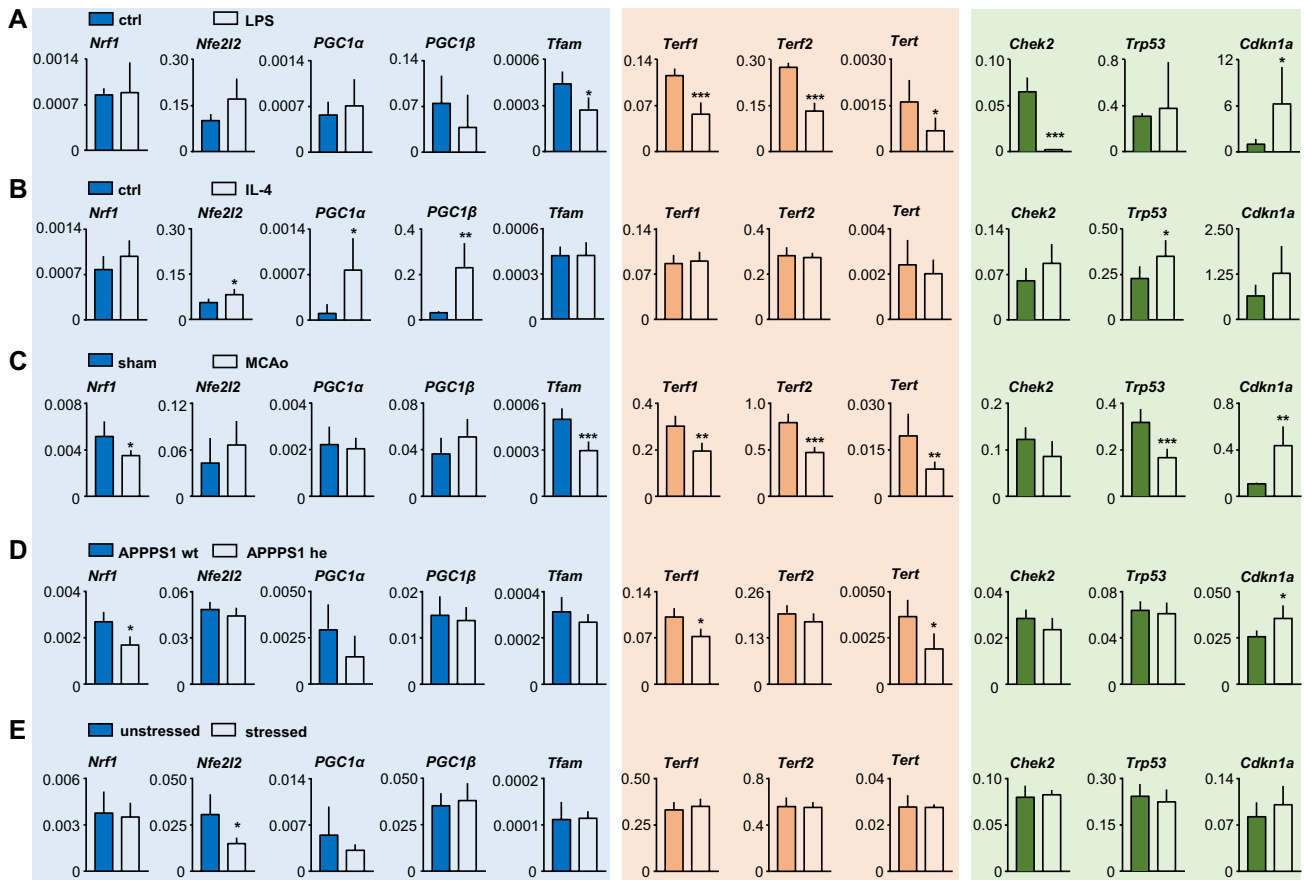 A
ctrl LPS
Nrf1 Nfe2l2 PGC1α PGC1β Tfam Terf1 Terf2 Tert Chek2 Trp53 Cdkn1a
0.0014 0.30 0.0014 0.14 0.0006 0.14 0.30 0.0030 0.10 0.8 12
0.0007 0.15 0.0007 0.07 0.0003 0.07 0.15 0.0015 0.05 0.4 6
* *** *** * *** *
0 0 0 0 0 0 0 0 0 0 0
B
ctrl IL-4
Nrf1 Nfe2l2 PGC1α PGC1β Tfam Terf1 Terf2 Tert Chek2 Trp53 Cdkn1a
0.0014 0.30 0.0014 0.4 0.0006 0.14 0.4 0.004 0.14 0.50 2.50
0.0007 0.15 0.0007 0.2 0.0003 0.07 0.2 0.002 0.07 0.25 1.25
* * ** *
0 0 0 0 0 0 0 0 0 0 0
C
sham MCAo
Nrf1 Nfe2l2 PGC1α PGC1β Tfam Terf1 Terf2 Tert Chek2 Trp53 Cdkn1a
0.008 0.12 0.004 0.08 0.0006 0.4 1.0 0.030 0.2 0.4 0.8
0.004 0.06 0.002 0.04 0.0003 0.2 0.5 0.015 0.1 0.2 0.4
* *** ** *** ** *** **
0 0 0 0 0 0 0 0 0 0 0
D
APPPS1 wt APPPS1 he
Nrf1 Nfe2l2 PGC1α PGC1β Tfam Terf1 Terf2 Tert Chek2 Trp53 Cdkn1a
0.004 0.06 0.0050 0.02 0.0004 0.14 0.26 0.0050 0.04 0.08 0.050
0.002 0.03 0.0025 0.01 0.0002 0.07 0.13 0.0025 0.02 0.04 0.025
* * * *
0 0 0 0 0 0 0 0 0 0 0
E
unstressed stressed
Nrf1 Nfe2l2 PGC1α PGC1β Tfam Terf1 Terf2 Tert Chek2 Trp53 Cdkn1a
0.006 0.050 0.014 0.050 0.0002 0.50 0.8 0.04 0.10 0.30 0.14
0.003 0.025 0.007 0.025 0.0001 0.25 0.4 0.02 0.05 0.15 0.07
*
0 0 0 0 0 0 0 0 0 0 0